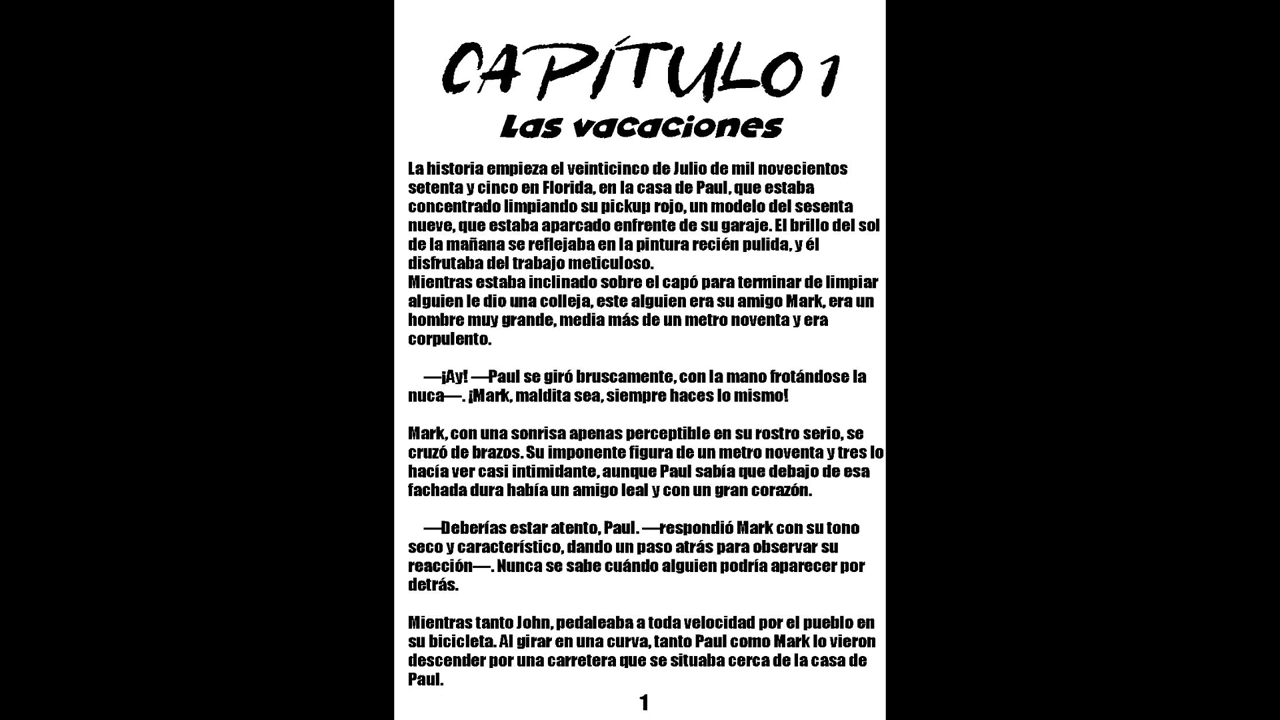 CAPÍTULO 1
Las vacaciones
La historia empieza el veinticinco de Julio de mil novecientos
setenta y cinco en Florida, en la casa de Paul, que estaba
concentrado limpiando su pickup rojo, un modelo del sesenta
nueve, que estaba aparcado enfrente de su garaje. El brillo del sol
de la mañana se reflejaba en la pintura recién pulida, y él
disfrutaba del trabajo meticuloso.
Mientras estaba inclinado sobre el capó para terminar de limpiar
alguien le dio una colleja, este alguien era su amigo Mark, era un
hombre muy grande, media más de un metro noventa y era
corpulento.
—¡Ay! —Paul se giró bruscamente, con la mano frotándose la
nuca—. ¡Mark, maldita sea, siempre haces lo mismo!
Mark, con una sonrisa apenas perceptible en su rostro serio, se
cruzó de brazos. Su imponente figura de un metro noventa y tres lo
hacía ver casi intimidante, aunque Paul sabía que debajo de esa
fachada dura había un amigo leal y con un gran corazón.
—Deberías estar atento, Paul. —respondió Mark con su tono
seco y característico, dando un paso atrás para observar su
reacción—. Nunca se sabe cuándo alguien podría aparecer por
detrás.
Mientras tanto John, pedaleaba a toda velocidad por el pueblo en
su bicicleta. Al girar en una curva, tanto Paul como Mark lo vieron
descender por una carretera que se situaba cerca de la casa de
Paul.
1